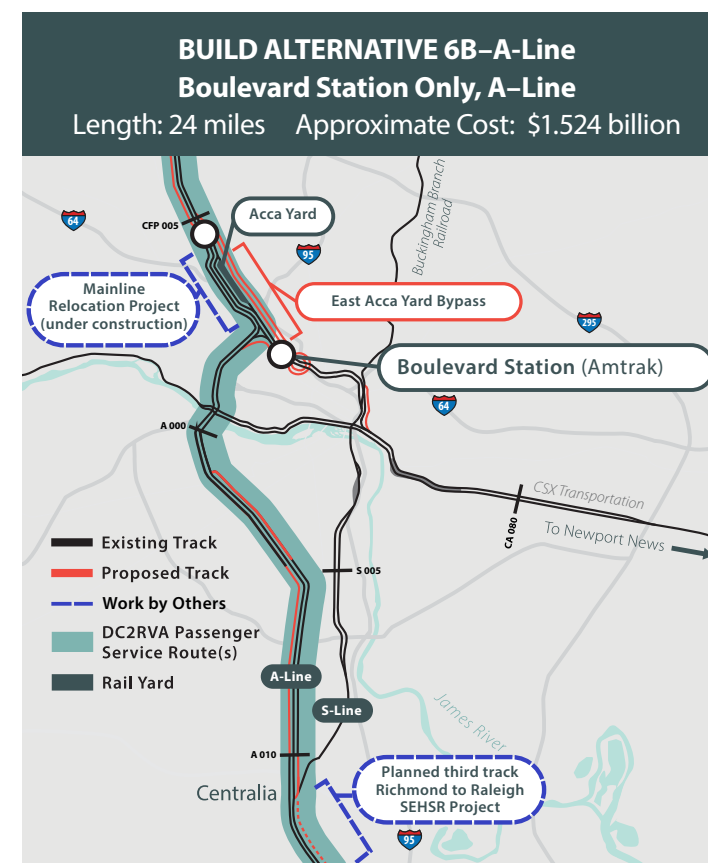 BUILD ALTERNATIVE 6B–A-Line
Boulevard Station Only, A–Line
Length: 24 miles Approximate Cost: $1.524 billion
Buckingham Branch
Railroad
64
CFP 005
Acca Yard
95
Mainline
Relocation Project
(under construction)
East Acca Yard Bypass
295
Boulevard Station (Amtrak)
64
A 000
CSX Transportation
CA 080
To Newport News
Existing Track
Proposed Track
Work by Others
DC2RVA Passenger
Service Route(s)
Rail Yard
S 005
A-Line
S-Line
James River
A 010
Centralia
Planned third track
Richmond to Raleigh
SEHSR Project
95